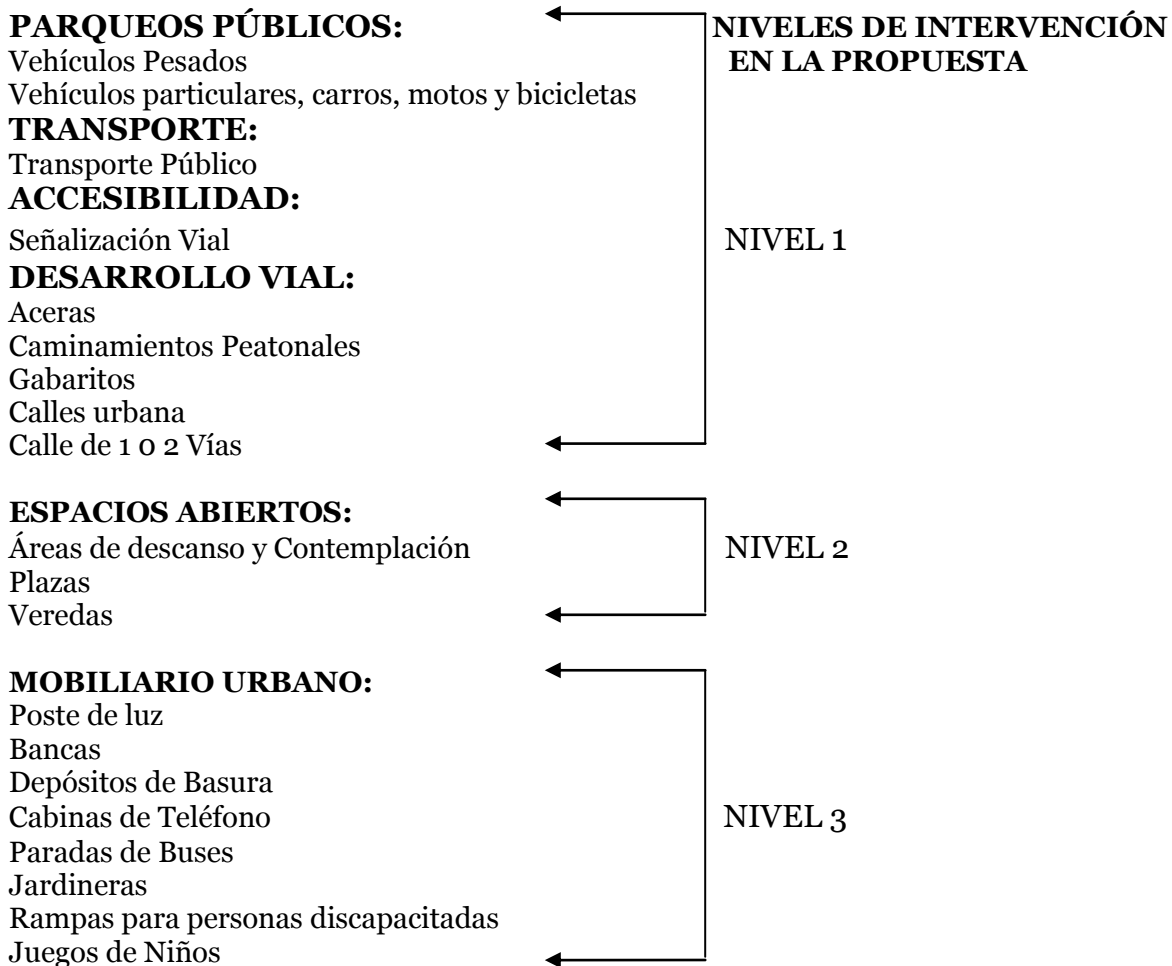 PARQUEOS PÚBLICOS:
NIVELES DE INTERVENCIÓN
Vehículos Pesados
EN LA PROPUESTA
Vehículos particulares, carros, motos y bicicletas
TRANSPORTE:
Transporte Público
ACCESIBILIDAD:
Señalización Vial
NIVEL 1
DESARROLLO VIAL:
Aceras
Caminamientos Peatonales
Gabaritos
Calles urbana
Calle de 1 0 2 Vías
ESPACIOS ABIERTOS:
Áreas de descanso y Contemplación
NIVEL 2
Plazas
Veredas
MOBILIARIO URBANO:
Poste de luz
Bancas
Depósitos de Basura
Cabinas de Teléfono
NIVEL 3
Paradas de Buses
Jardineras
Rampas para personas discapacitadas
Juegos de Niños